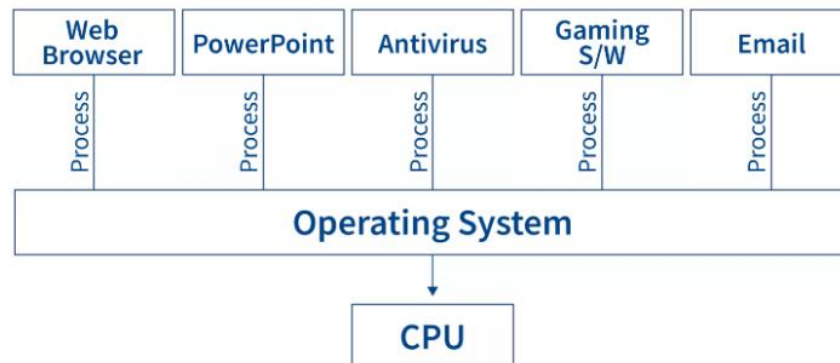 Web
Browser
PowerPoint
Antivirus
Gaming
S/W
Email
Process
Process
Process
Process
Process
Operating System
CPU